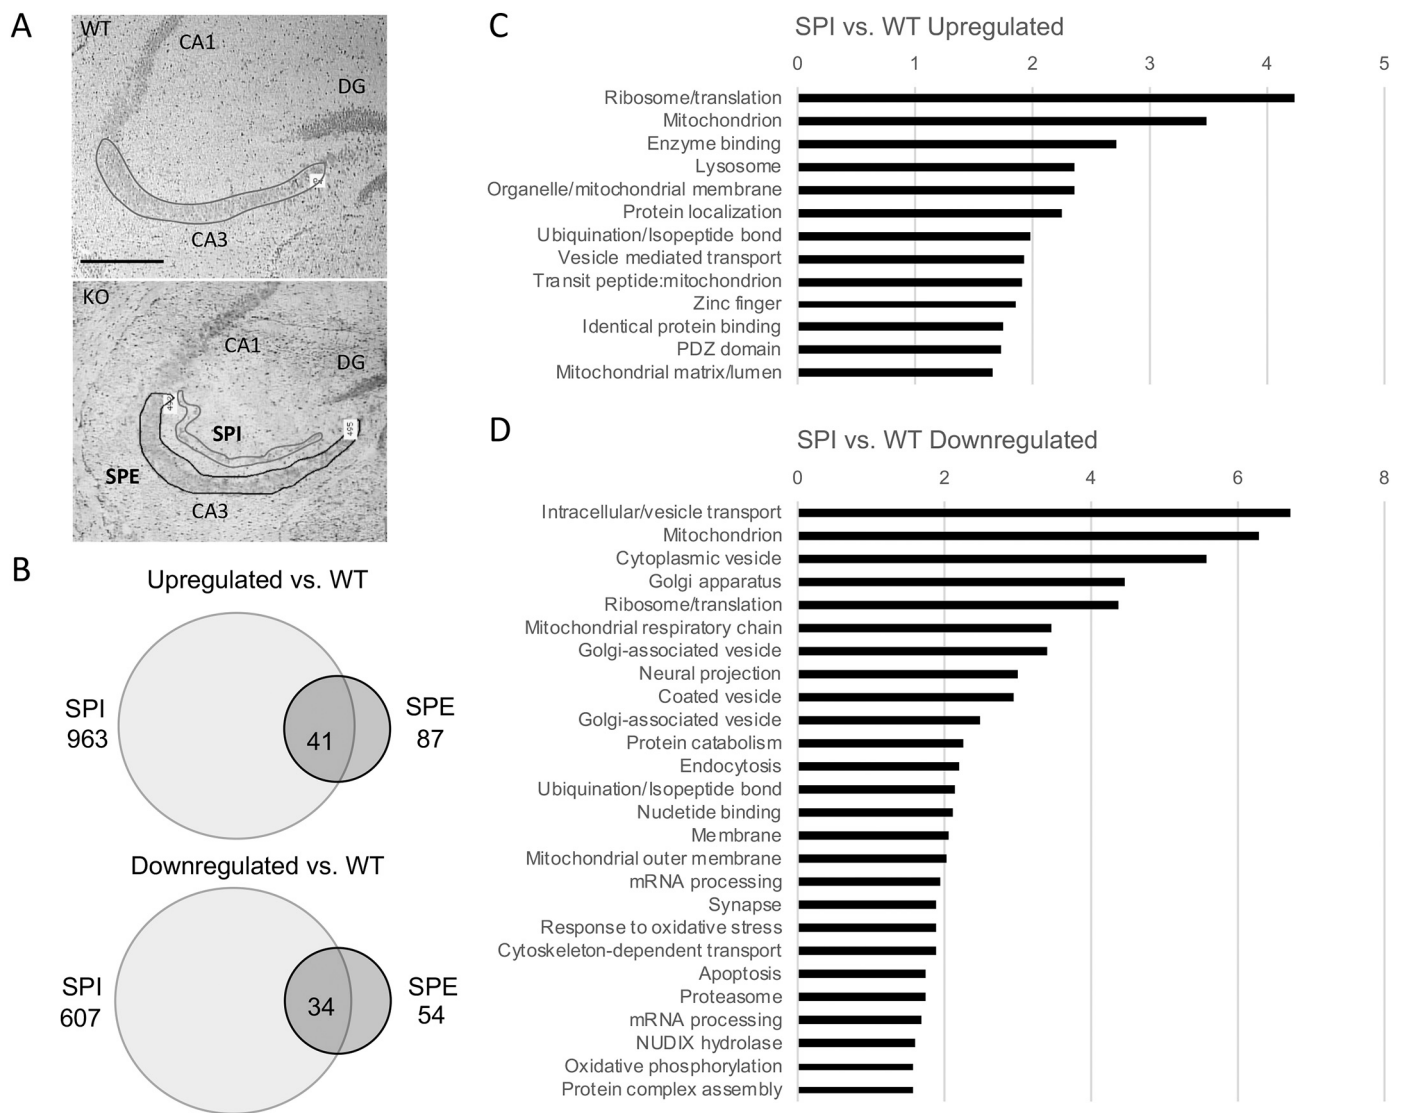 A
WT
CA1
DG
CA3
KO
CA1
DG
SPI
SPE
495
CA3
B
Upregulated vs. WT
SPI
963
41
SPE
87
Downregulated vs. WT
SPI
607
34
SPE
54
C
SPI vs. WT Upregulated
0 1 2 3 4 5
Ribosome/translation
Mitochondrion
Enzyme binding
Lysosome
Organelle/mitochondrial membrane
Protein localization
Ubiquination/Isopeptide bond
Vesicle mediated transport
Transit peptide:mitochondrion
Zinc finger
Identical protein binding
PDZ domain
Mitochondrial matrix/lumen
D
SPI vs. WT Downregulated
0 2 4 6 8
Intracellular/vesicle transport
Mitochondrion
Cytoplasmic vesicle
Golgi apparatus
Ribosome/translation
Mitochondrial respiratory chain
Golgi-associated vesicle
Neural projection
Coated vesicle
Golgi-associated vesicle
Protein catabolism
Endocytosis
Ubiquination/Isopeptide bond
Nucletide binding
Membrane
Mitochondrial outer membrane
mRNA processing
Synapse
Response to oxidative stress
Cytoskeleton-dependent transport
Apoptosis
Proteasome
mRNA processing
NUDIX hydrolase
Oxidative phosphorylation
Protein complex assembly